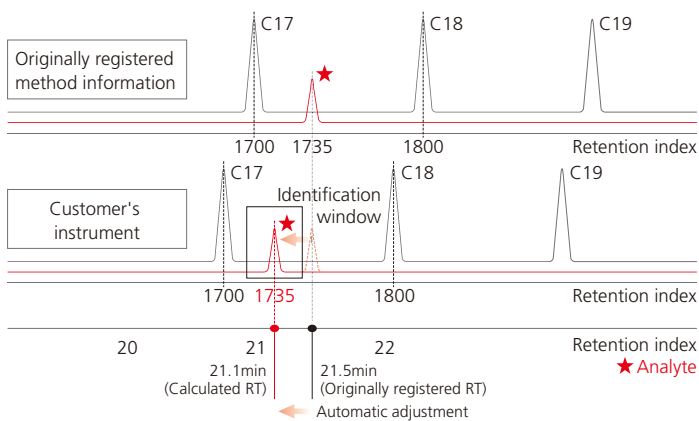 C17
C18
C19
Originally registered
method information
★
1700
1735
1800
Retention index
C17
C18
C19
Identification
window
Customer's
instrument
★
1700
1735
1800
Retention index
20
21
22
Retention index
★ Analyte
21.1min
(Calculated RT)
21.5min
(Originally registered RT)
Automatic adjustment